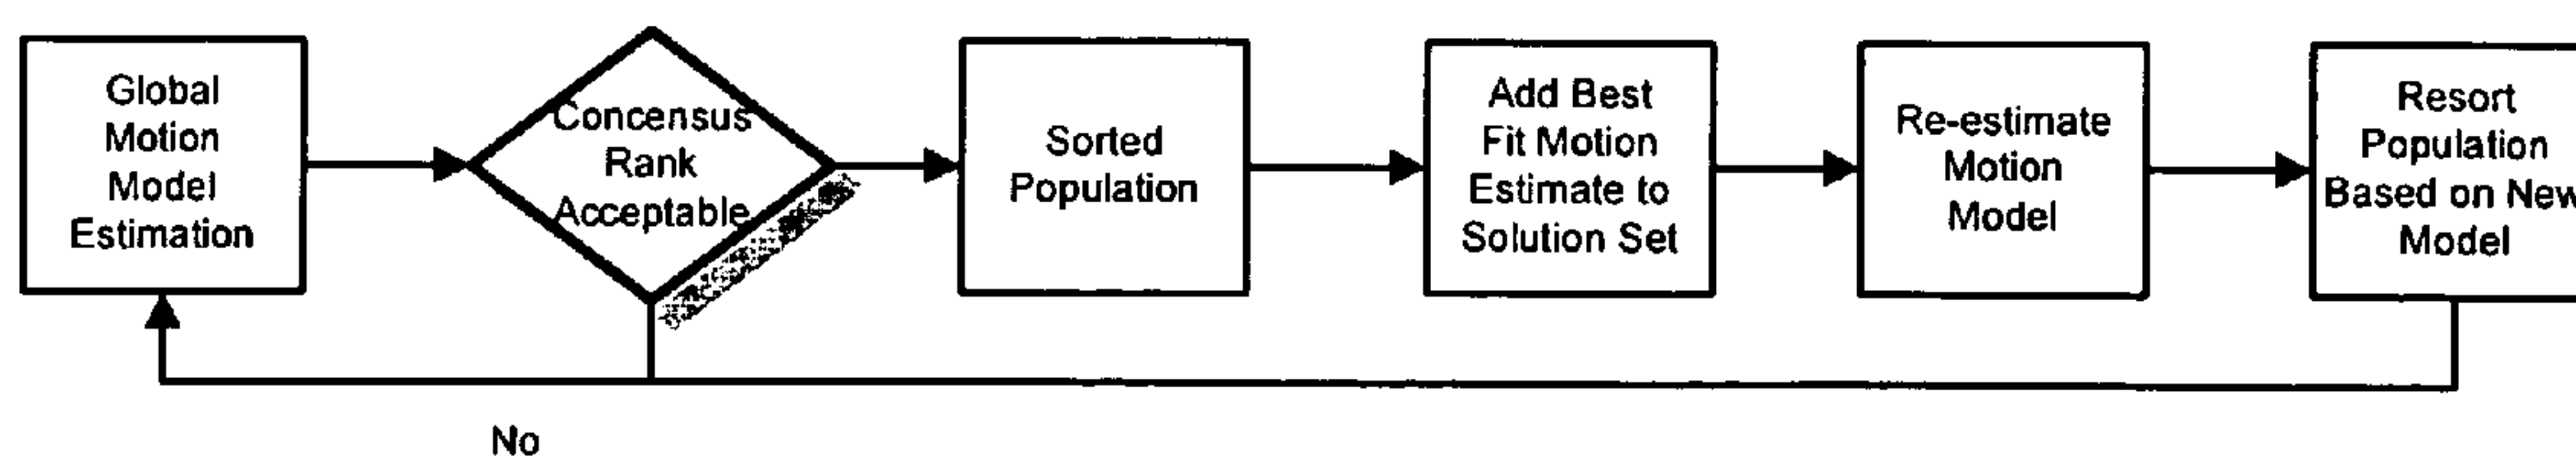 Global
Motion
Model
Estimation
Concensus
Rank
Acceptable
Sorted
Population
Add Best
Fit Motion
Estimate to
Solution Set
Re-estimate
Motion
Model
Resort
Population
Based on New
Model
No